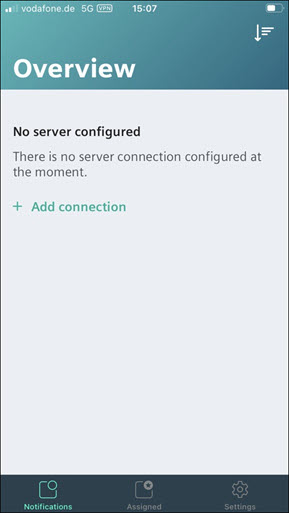 vodafone.de 5G VPN 15:07
Overview
No server configured
There is no server connection configured at
the moment.
+ Add connection
Notifications Assigned Settings